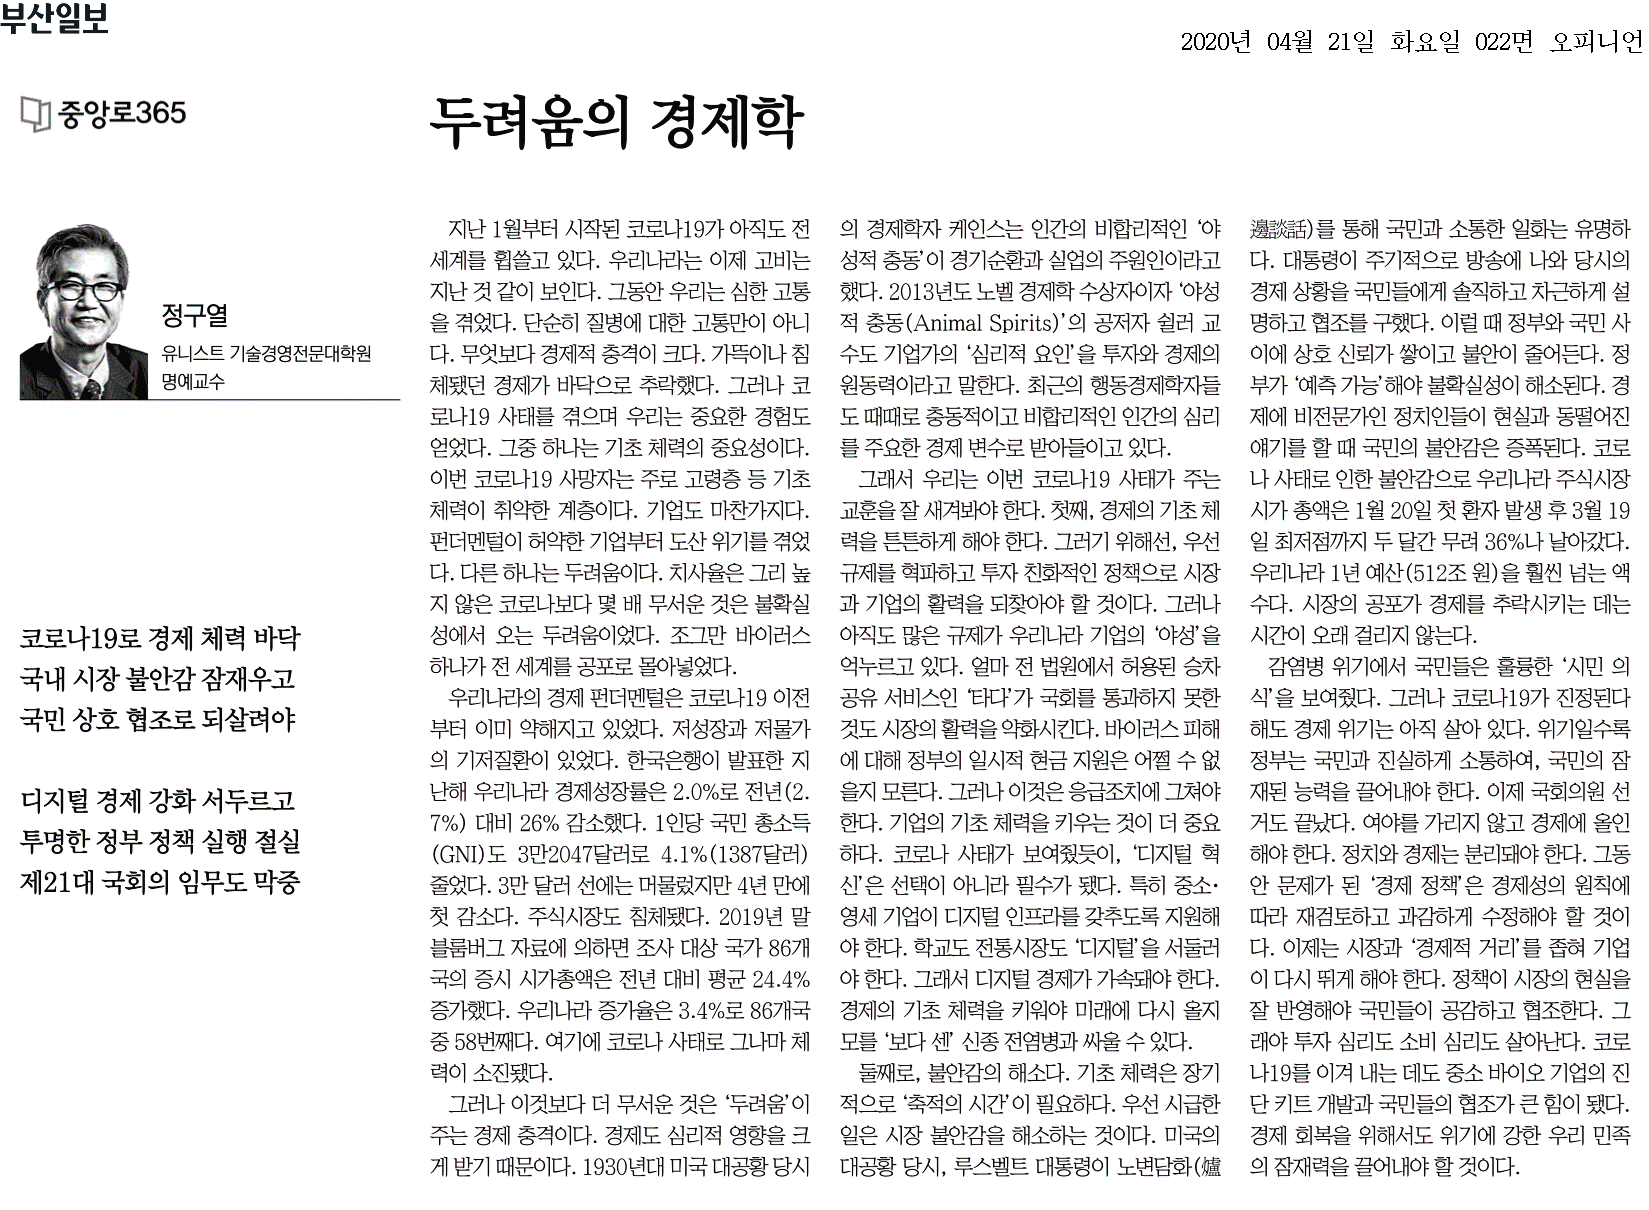 부산일보
2020년 04월 21일 화요일 022면 오피니언
중앙로365
두려움의 경제학
정구열
유니스트 기술경영전문대학원
명예교수
코로나19로 경제 체력 바닥
국내 시장 불안감 잠재우고
국민 상호 협조로 되살려야
디지털 경제 강화 서두르고
투명한 정부 정책 실행 절실
제21대 국회의 임무도 막중
지난 1월부터 시작된 코로나19가 아직도 전
세계를 휩쓸고 있다. 우리나라는 이제 고비는
지난 것 같이 보인다. 그동안 우리는 심한 고통
을 겪었다. 단순히 질병에 대한 고통만이 아니
다. 무엇보다 경제적 충격이 크다. 가뜩이나 침
체됐던 경제가 바닥으로 추락했다. 그러나 코
로나19 사태를 겪으며 우리는 중요한 경험도
얻었다. 그중 하나는 기초 체력의 중요성이다.
이번 코로나19 사망자는 주로 고령층 등 기초
체력이 취약한 계층이다. 기업도 마찬가지다.
펀더멘털이 허약한 기업부터 도산 위기를 겪었
다. 다른 하나는 두려움이다. 치사율은 그리 높
지 않은 코로나보다 몇 배 무서운 것은 불확실
성에서 오는 두려움이었다. 조그만 바이러스
하나가 전 세계를 공포로 몰아넣었다.
우리나라의 경제 펀더멘털은 코로나19 이전
부터 이미 약해지고 있었다. 저성장과 저물가
의 기저질환이 있었다. 한국은행이 발표한 지
난해 우리나라 경제성장률은 2.0%로 전년(2.
7%) 대비 26% 감소했다. 1인당 국민 총소득
(GNI)도 3만2047달러로 4.1%(1387달러)
줄었다. 3만 달러 선에는 머물렀지만 4년 만에
첫 감소다. 주식시장도 침체됐다. 2019년 말
블룸버그 자료에 의하면 조사 대상 국가 86개
국의 증시 시가총액은 전년 대비 평균 24.4%
증가했다. 우리나라 증가율은 3.4%로 86개국
중 58번째다. 여기에 코로나 사태로 그나마 체
력이 소진됐다.
그러나 이것보다 더 무서운 것은 ‘두려움’이
주는 경제 충격이다. 경제도 심리적 영향을 크
게 받기 때문이다. 1930년대 미국 대공황 당시
의 경제학자 케인스는 인간의 비합리적인 ‘야
성적 충동’이 경기순환과 실업의 주원인이라고
했다. 2013년도 노벨 경제학 수상자이자 ‘야성
적 충동(Animal Spirits)’의 공저자 쉴러 교
수도 기업가의 ‘심리적 요인’을 투자와 경제의
원동력이라고 말한다. 최근의 행동경제학자들
도 때때로 충동적이고 비합리적인 인간의 심리
를 주요한 경제 변수로 받아들이고 있다.
그래서 우리는 이번 코로나19 사태가 주는
교훈을 잘 새겨봐야 한다. 첫째, 경제의 기초 체
력을 튼튼하게 해야 한다. 그러기 위해선, 우선
규제를 혁파하고 투자 친화적인 정책으로 시장
과 기업의 활력을 되찾아야 할 것이다. 그러나
아직도 많은 규제가 우리나라 기업의 ‘야성’을
억누르고 있다. 얼마 전 법원에서 허용된 승차
공유 서비스인 ‘타다’가 국회를 통과하지 못한
것도 시장의 활력을 약화시킨다. 바이러스 피해
에 대해 정부의 일시적 현금 지원은 어쩔 수 없
을지 모른다. 그러나 이것은 응급조치에 그쳐야
한다. 기업의 기초 체력을 키우는 것이 더 중요
하다. 코로나 사태가 보여줬듯이, ‘디지털 혁
신’은 선택이 아니라 필수가 됐다. 특히 중소·
영세 기업이 디지털 인프라를 갖추도록 지원해
야 한다. 학교도 전통시장도 ‘디지털’을 서둘러
야 한다. 그래서 디지털 경제가 가속돼야 한다.
경제의 기초 체력을 키워야 미래에 다시 올지
모를 ‘보다 센’ 신종 전염병과 싸울 수 있다.
둘째로, 불안감의 해소다. 기초 체력은 장기
적으로 ‘축적의 시간’이 필요하다. 우선 시급한
일은 시장 불안감을 해소하는 것이다. 미국의
대공황 당시, 루스벨트 대통령이 노변담화(爐
邊談話)를 통해 국민과 소통한 일화는 유명하
다. 대통령이 주기적으로 방송에 나와 당시의
경제 상황을 국민들에게 솔직하고 차근하게 설
명하고 협조를 구했다. 이럴 때 정부와 국민 사
이에 상호 신뢰가 쌓이고 불안이 줄어든다. 정
부가 ‘예측 가능’해야 불확실성이 해소된다. 경
제에 비전문가인 정치인들이 현실과 동떨어진
얘기를 할 때 국민의 불안감은 증폭된다. 코로
나 사태로 인한 불안감으로 우리나라 주식시장
시가 총액은 1월 20일 첫 환자 발생 후 3월 19
일 최저점까지 두 달간 무려 36%나 날아갔다.
우리나라 1년 예산(512조 원)을 훨씬 넘는 액
수다. 시장의 공포가 경제를 추락시키는 데는
시간이 오래 걸리지 않는다.
감염병 위기에서 국민들은 훌륭한 ‘시민 의
식’을 보여줬다. 그러나 코로나19가 진정된다
해도 경제 위기는 아직 살아 있다. 위기일수록
정부는 국민과 진실하게 소통하여, 국민의 잠
재된 능력을 끌어내야 한다. 이제 국회의원 선
거도 끝났다. 여야를 가리지 않고 경제에 올인
해야 한다. 정치와 경제는 분리돼야 한다. 그동
안 문제가 된 ‘경제 정책’은 경제성의 원칙에
따라 재검토하고 과감하게 수정해야 할 것이
다. 이제는 시장과 ‘경제적 거리’를 좁혀 기업
이 다시 뛰게 해야 한다. 정책이 시장의 현실을
잘 반영해야 국민들이 공감하고 협조한다. 그
래야 투자 심리도 소비 심리도 살아난다. 코로
나19를 이겨 내는 데도 중소 바이오 기업의 진
단 키트 개발과 국민들의 협조가 큰 힘이 됐다.
경제 회복을 위해서도 위기에 강한 우리 민족
의 잠재력을 끌어내야 할 것이다.